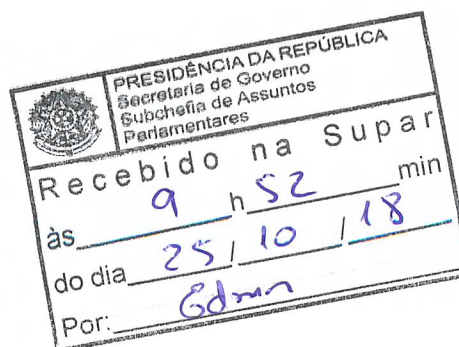 PRESIDÊNCIA DA REPÚBLICA
Secretaria de Governo
Subchefia de Assuntos
Parlamentares
Recebido na Supar
às 9 h 52 min
do dia 25 / 10 / 18
Por: